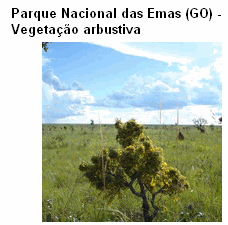 Parque Nacional das Emas (GO) -
Vegetação arbustiva